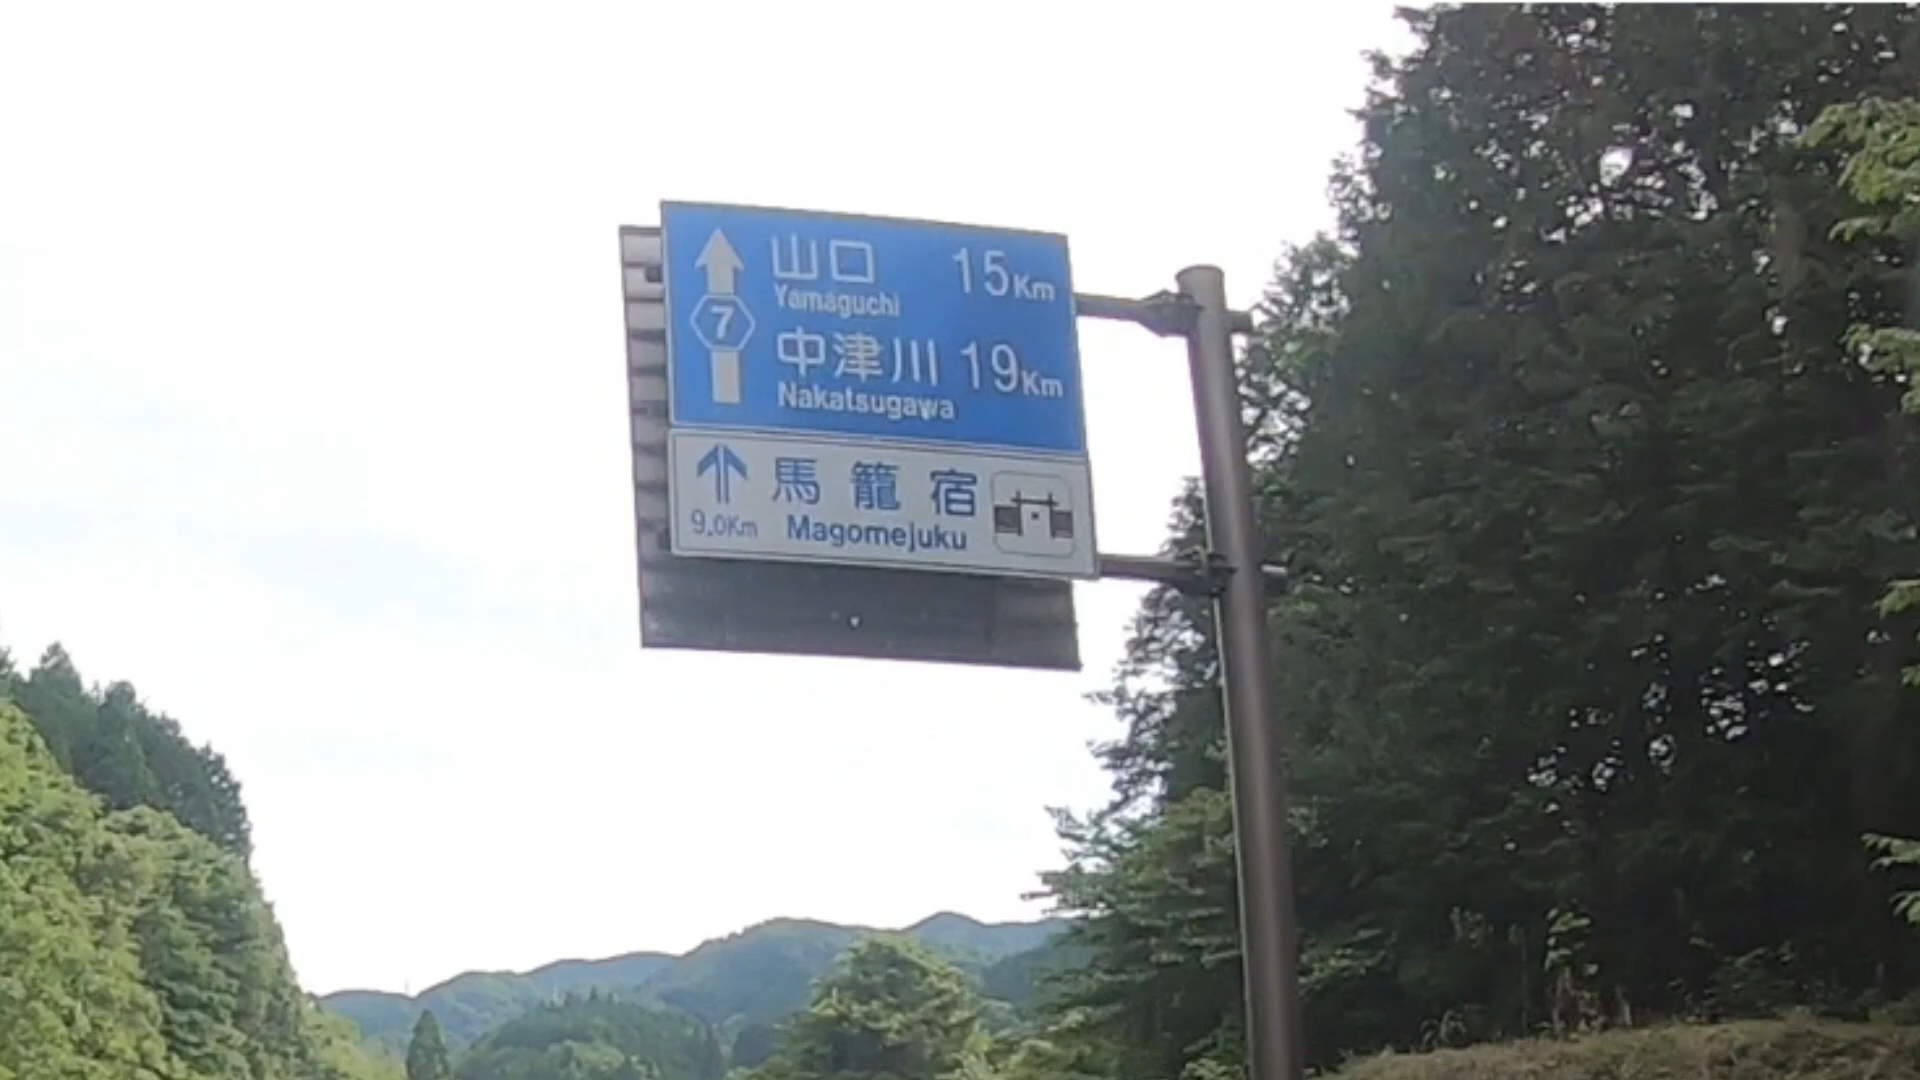 山口 15Km
Yamaguchi
7
中津川 19Km
Nakatsugawa
馬籠宿
9.0Km Magomejuku